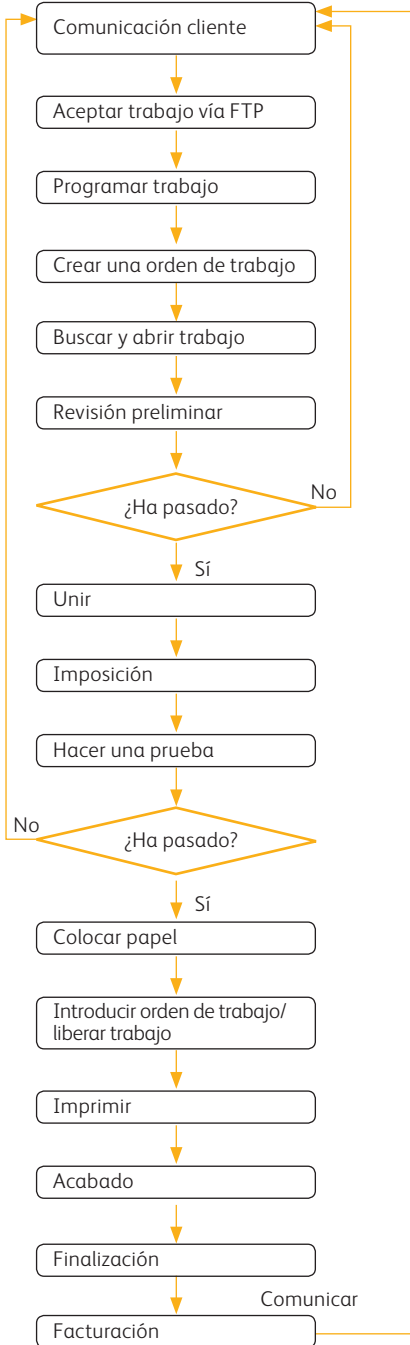 Comunicación cliente
Aceptar trabajo vía FTP
Programar trabajo
Crear una orden de trabajo
Buscar y abrir trabajo
Revisión preliminar
¿Ha pasado?
No
Sí
Unir
Imposición
Hacer una prueba
No
¿Ha pasado?
Sí
Colocar papel
Introducir orden de trabajo/
liberar trabajo
Imprimir
Acabado
Finalización
Comunicar
Facturación